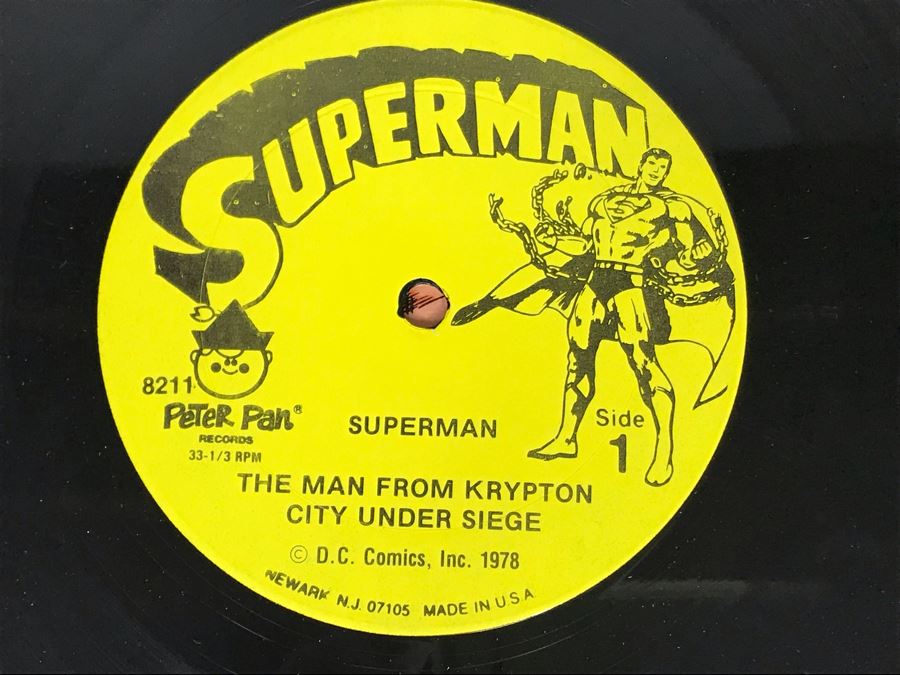 SUPERMAN
8211
Peter Pan®
RECORDS
33-1/3 RPM
SUPERMAN
Side
1
THE MAN FROM KRYPTON
CITY UNDER SIEGE
© D.C. Comics, Inc. 1978
NEWARK N.J. 07105 MADE IN U.S.A.